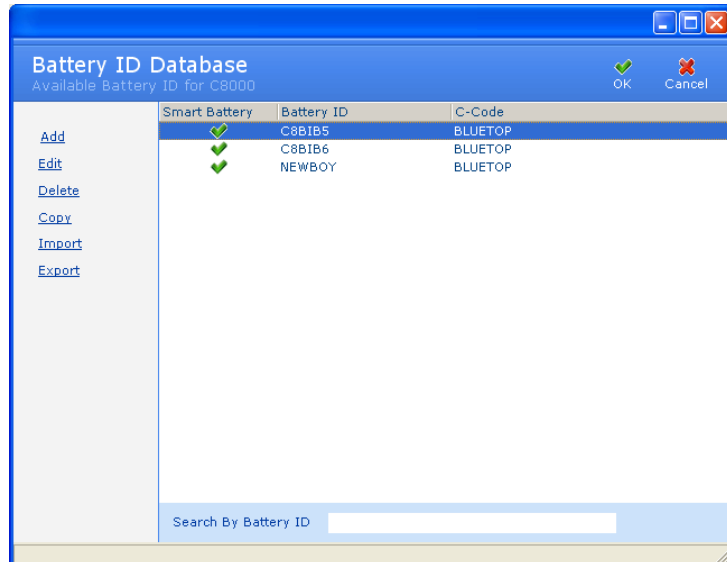 Battery ID Database
Available Battery ID for C8000
OK Cancel
Smart Battery Battery ID C-Code
C8BIB5 BLUETOP
C8BIB6 BLUETOP
NEWBOY BLUETOP
Add
Edit
Delete
Copy
Import
Export
Search By Battery ID